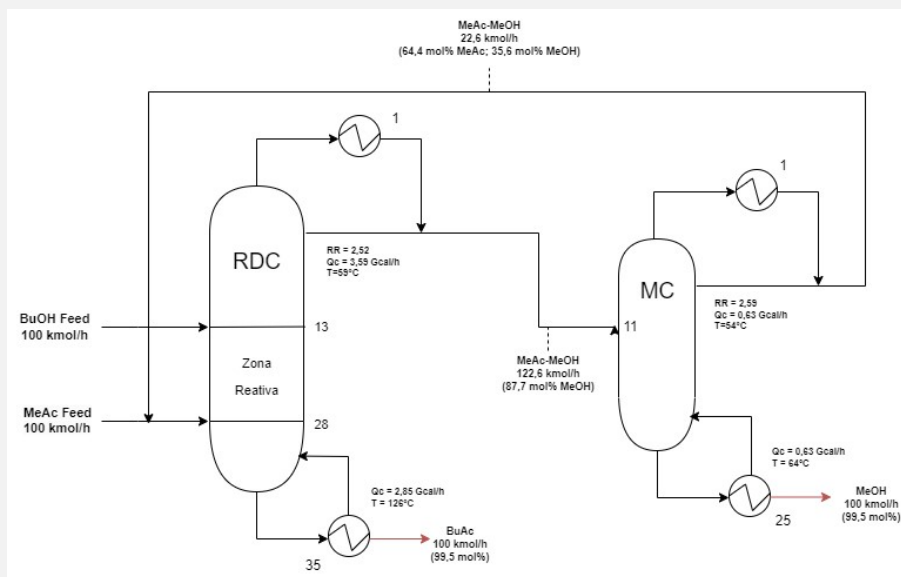 MeAc-MeOH
22,6 kmol/h
(64,4 mol% MeAc; 35,6 mol% MeOH)
1
1
RDC
RR = 2,52
Qc = 3,59 Gcal/h
T=59°C
MC
RR = 2,59
Qc = 0,63 Gcal/h
T=54°C
BuOH Feed
100 kmol/h
13
11
Zona
Reativa
MeAc-MeOH
122,6 kmol/h
(87,7 mol% MeOH)
MeAc Feed
100 kmol/h
28
Qc = 0,63 Gcal/h
T = 64°C
Qc = 2,85 Gcal/h
T = 126°C
MeOH
100 kmol/h
(99,5 mol%)
25
BuAc
100 kmol/h
(99,5 mol%)
35